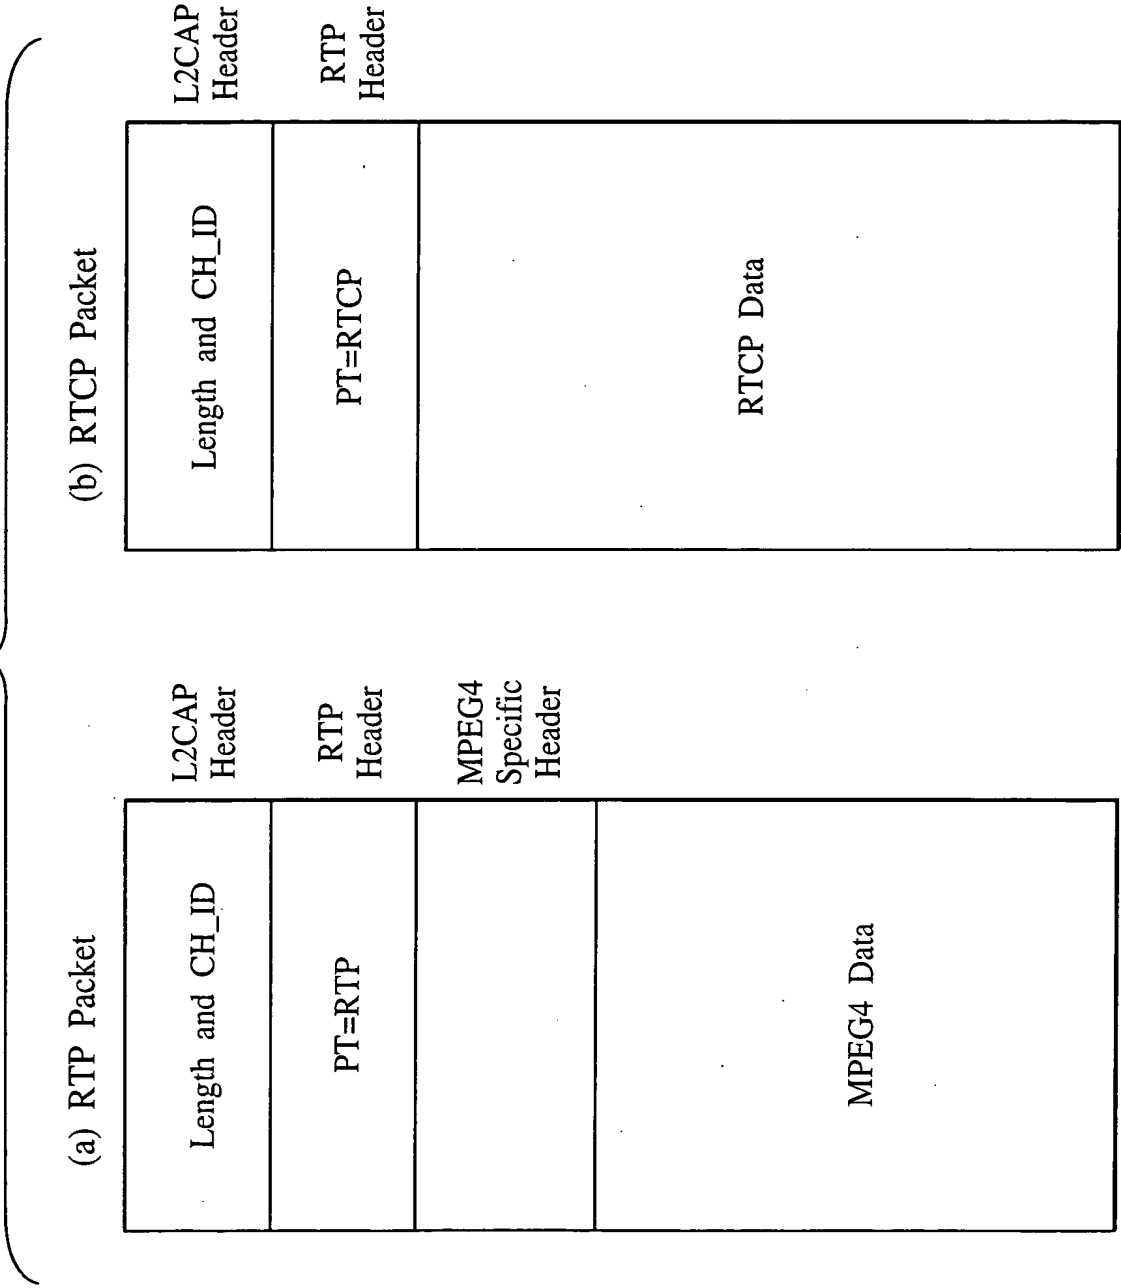 (a) RTP Packet
Length and CH_ID
L2CAP
Header
PT=RTP
RTP
Header
MPEG4
Specific
Header
MPEG4 Data
(b) RTCP Packet
Length and CH_ID
L2CAP
Header
PT=RTCP
RTP
Header
RTCP Data